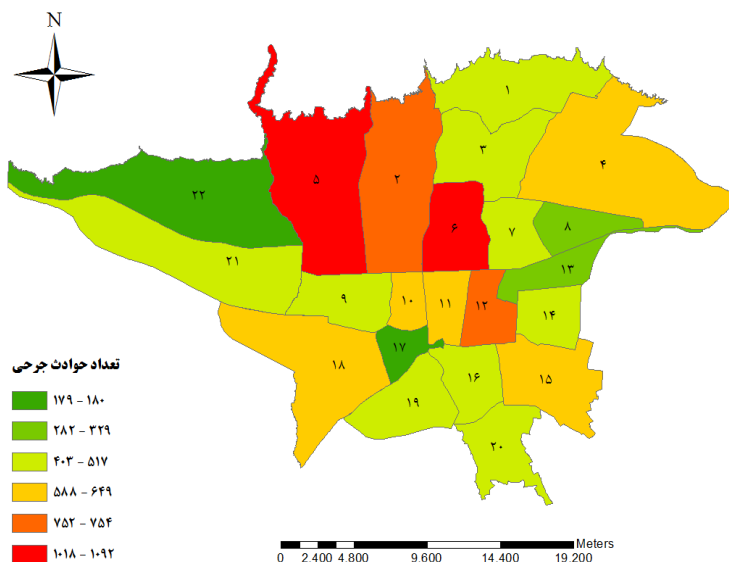 N
۱
۳
۴
۵
۲
۲۲
۶
۷
۸
۲۱
۱۳
۹
۱۰
۱۱
۱۲
۱۴
۱۷
۱۸
۱۶
۱۵
۱۹
۲۰
تعداد حوادث جرحی
۱۷۹ - ۱۸۰
۲۸۲ - ۳۲۹
۴۰۳ - ۵۱۷
۵۸۸ - ۶۴۹
۷۵۲ - ۷۵۴
۱۰۱۸ - ۱۰۹۲
Meters
0 2.400 4.800 9.600 14.400 19.200